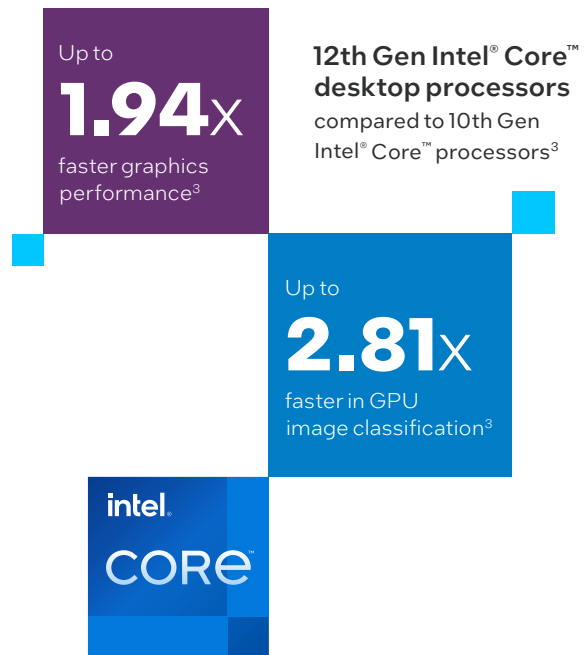 Up to
1.94x
faster graphics
performance³
12th Gen Intel® Core™
desktop processors
compared to 10th Gen
Intel® Core™ processors³
Up to
2.81x
faster in GPU
image classification³
intel®
CORe™